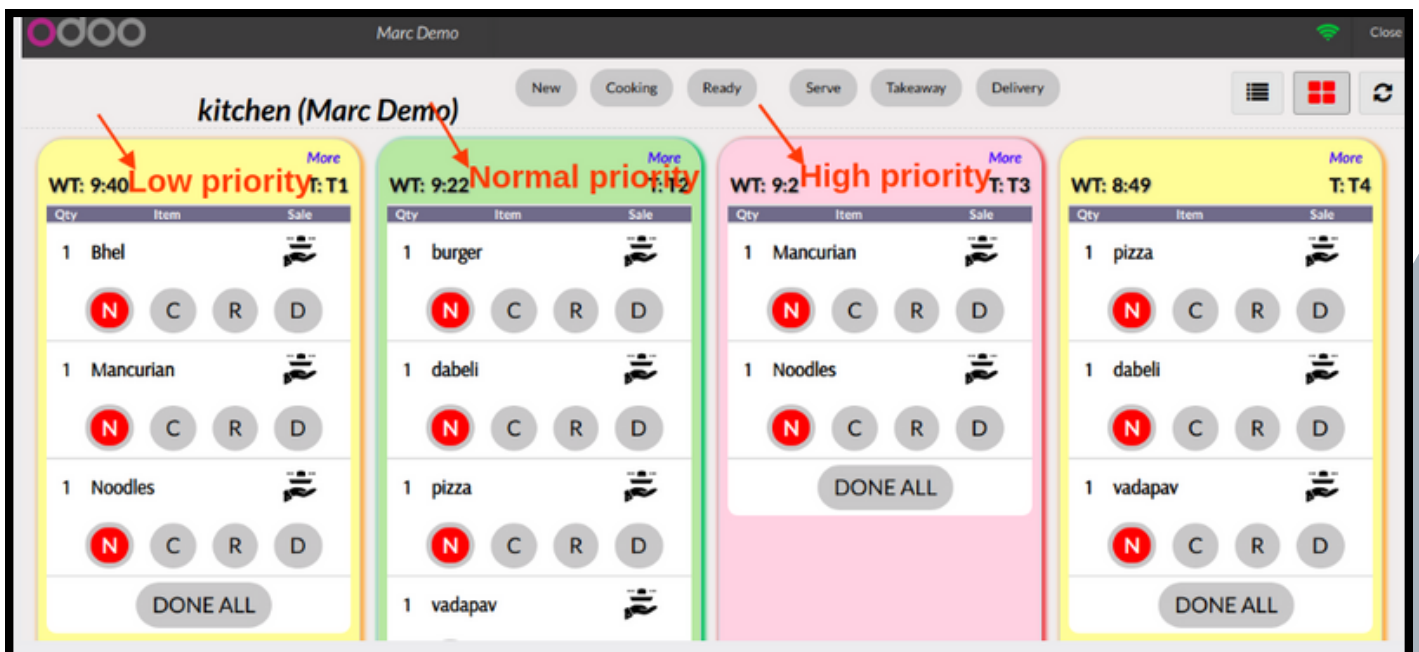 odoo Marc Demo Close
New Cooking Ready Serve Takeaway Delivery
kitchen (Marc Demo)
More
WT: 9:40 Low priority T: T1
Qty Item Sale
1 Bhel
N C R D
1 Mancurian
N C R D
1 Noodles
N C R D
DONE ALL
More
WT: 9:22 Normal priority T: T2
Qty Item Sale
1 burger
N C R D
1 dabeli
N C R D
1 pizza
N C R D
1 vadapav
More
WT: 9:2 High priority T: T3
Qty Item Sale
1 Mancurian
N C R D
1 Noodles
N C R D
DONE ALL
More
WT: 8:49 T: T4
Qty Item Sale
1 pizza
N C R D
1 dabeli
N C R D
1 vadapav
N C R D
DONE ALL